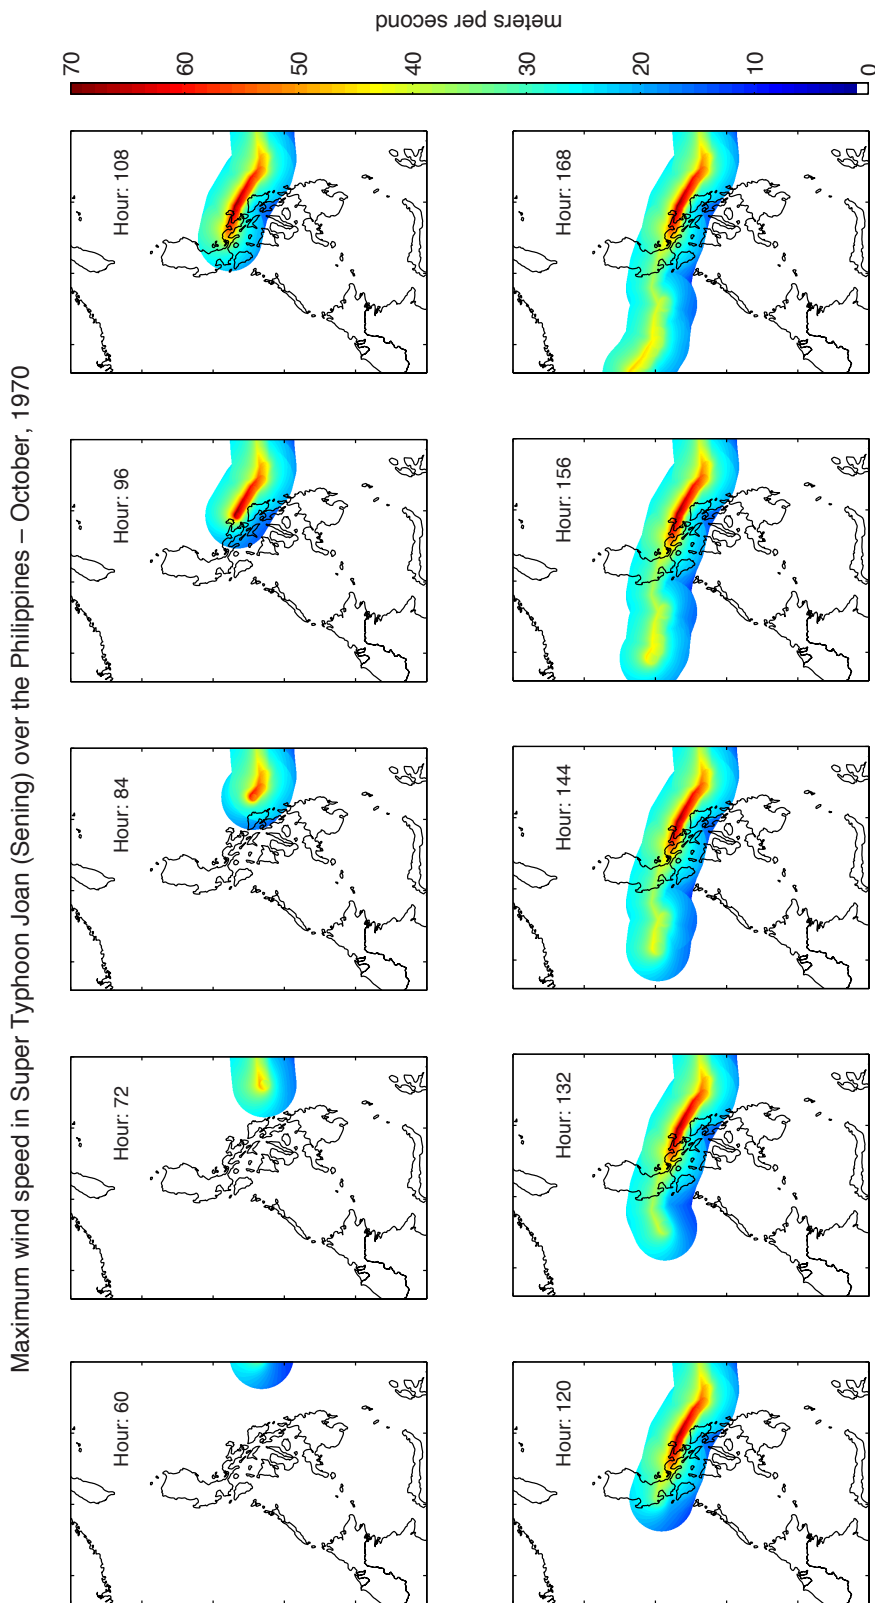 Maximum wind speed in Super Typhoon Joan (Sening) over the Philippines – October, 1970
Hour: 60
Hour: 72
Hour: 84
Hour: 96
Hour: 108
Hour: 120
Hour: 132
Hour: 144
Hour: 156
Hour: 168
70
60
50
40
30
20
10
0
meters per second